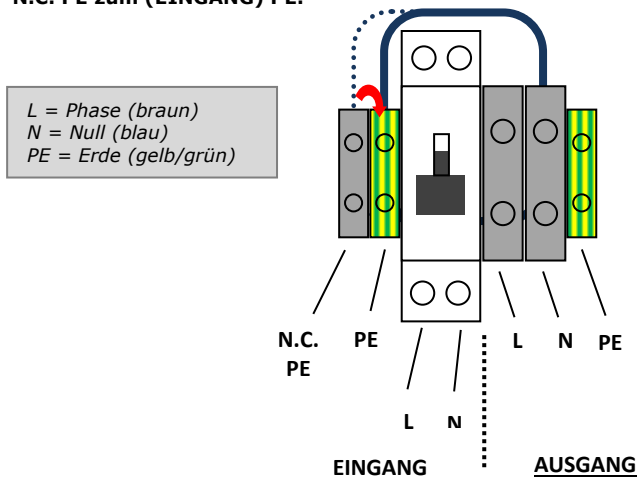 N.C. PE zum (EINGANG) PE.
L = Phase (braun)
N = Null (blau)
PE = Erde (gelb/grün)
N.C. PE
PE
L
N
PE
L
N
EINGANG
AUSGANG